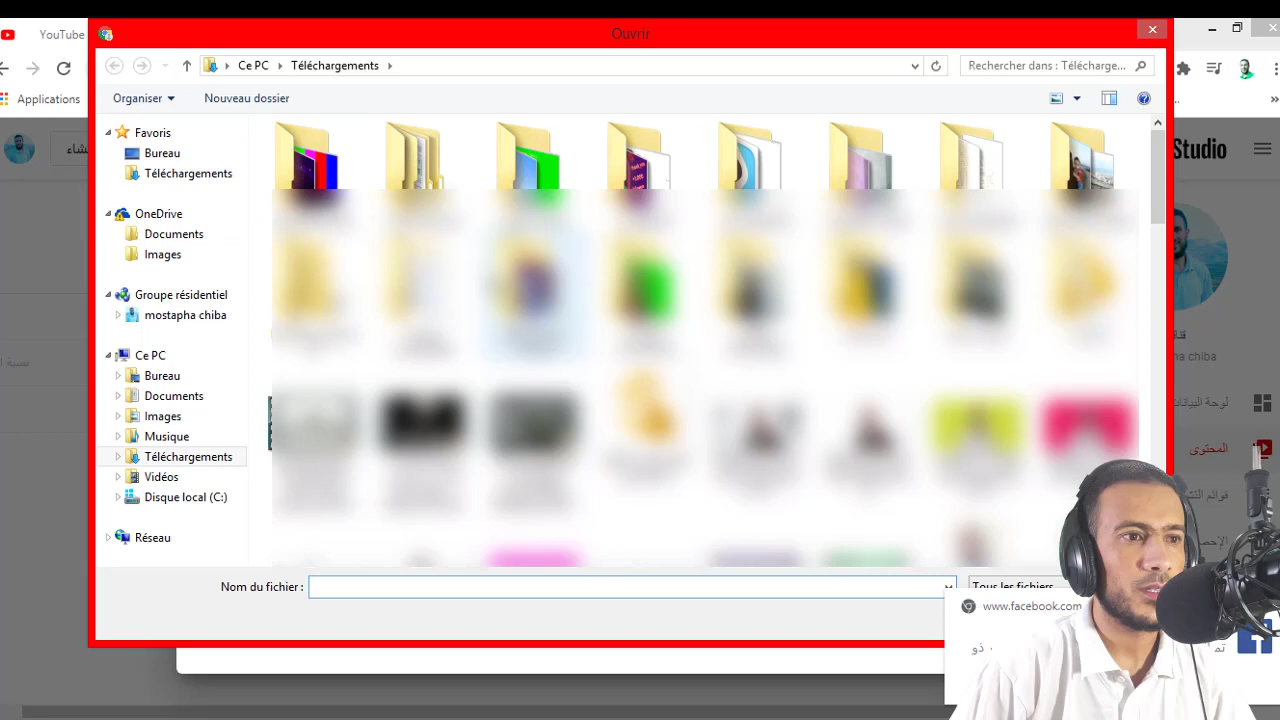 Ouvrir
YouTube
Ce PC
Téléchargements
Rechercher dans : Télécharge...
Applications
Organiser
Nouveau dossier
Studio
Favoris
Bureau
Téléchargements
OneDrive
Documents
Images
Groupe résidentiel
mostapha chiba
Ce PC
Bureau
Documents
Images
Musique
Téléchargements
Vidéos
Disque local (C:)
Réseau
لوحة البيانات
المحتوى
Nom du fichier :
Tous les fichiers
www.facebook.com
ذو